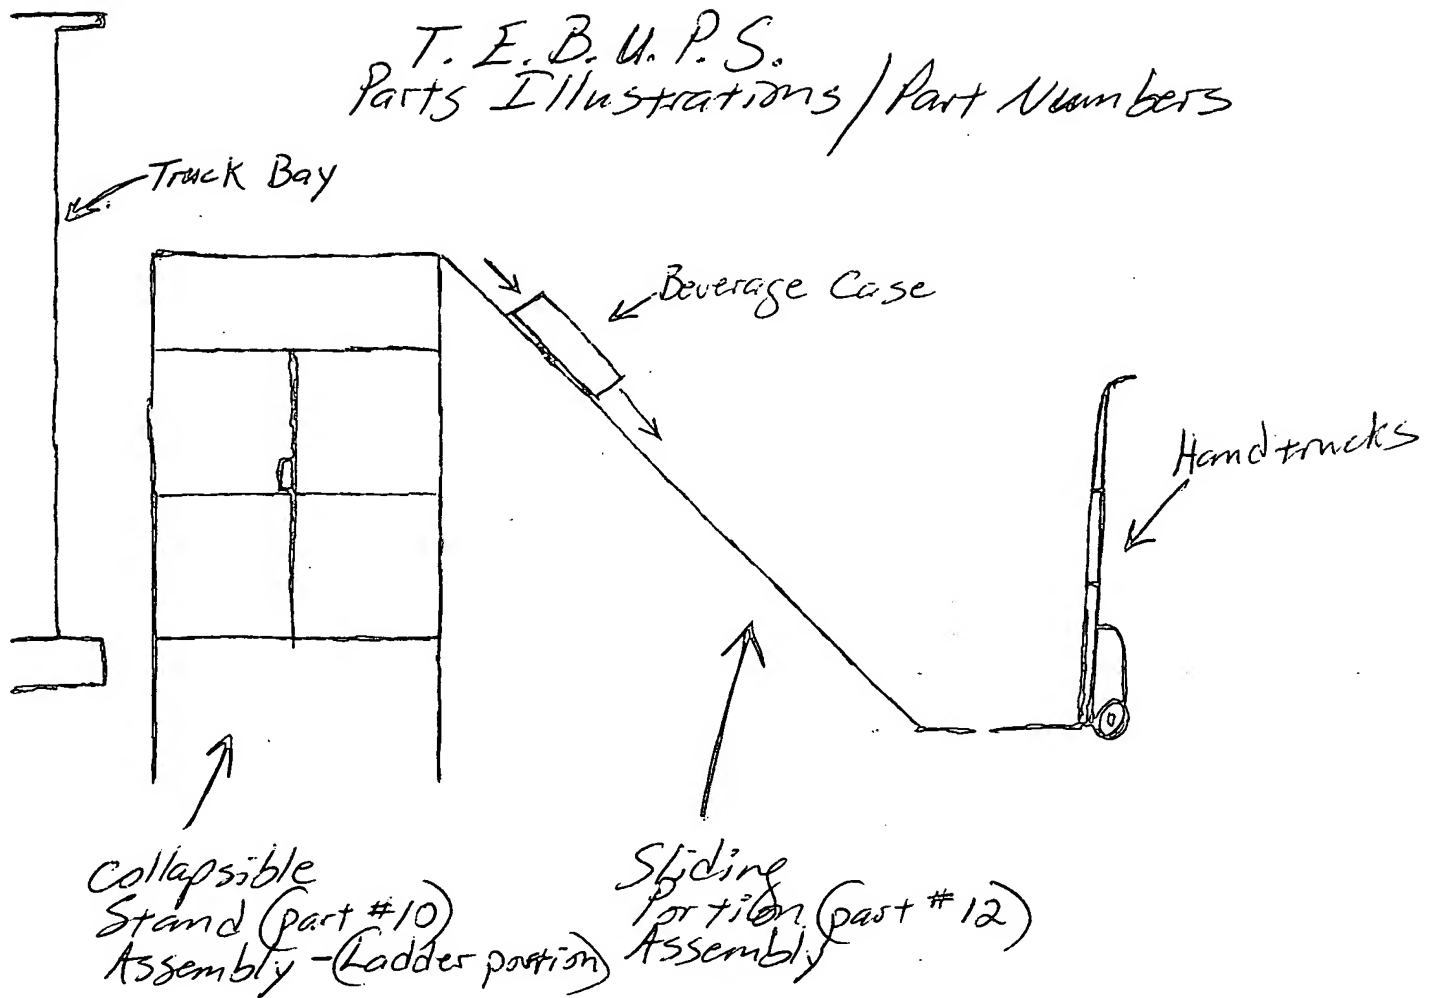 T. E. B. U. P. S.
Parts Illustrations/Part Numbers
Truck Bay
Beverage Case
Handtrucks
Collapsible
Stand (part #10)
Assembly - (Ladder portion)
Sliding
Portion (part #12)
Assembly